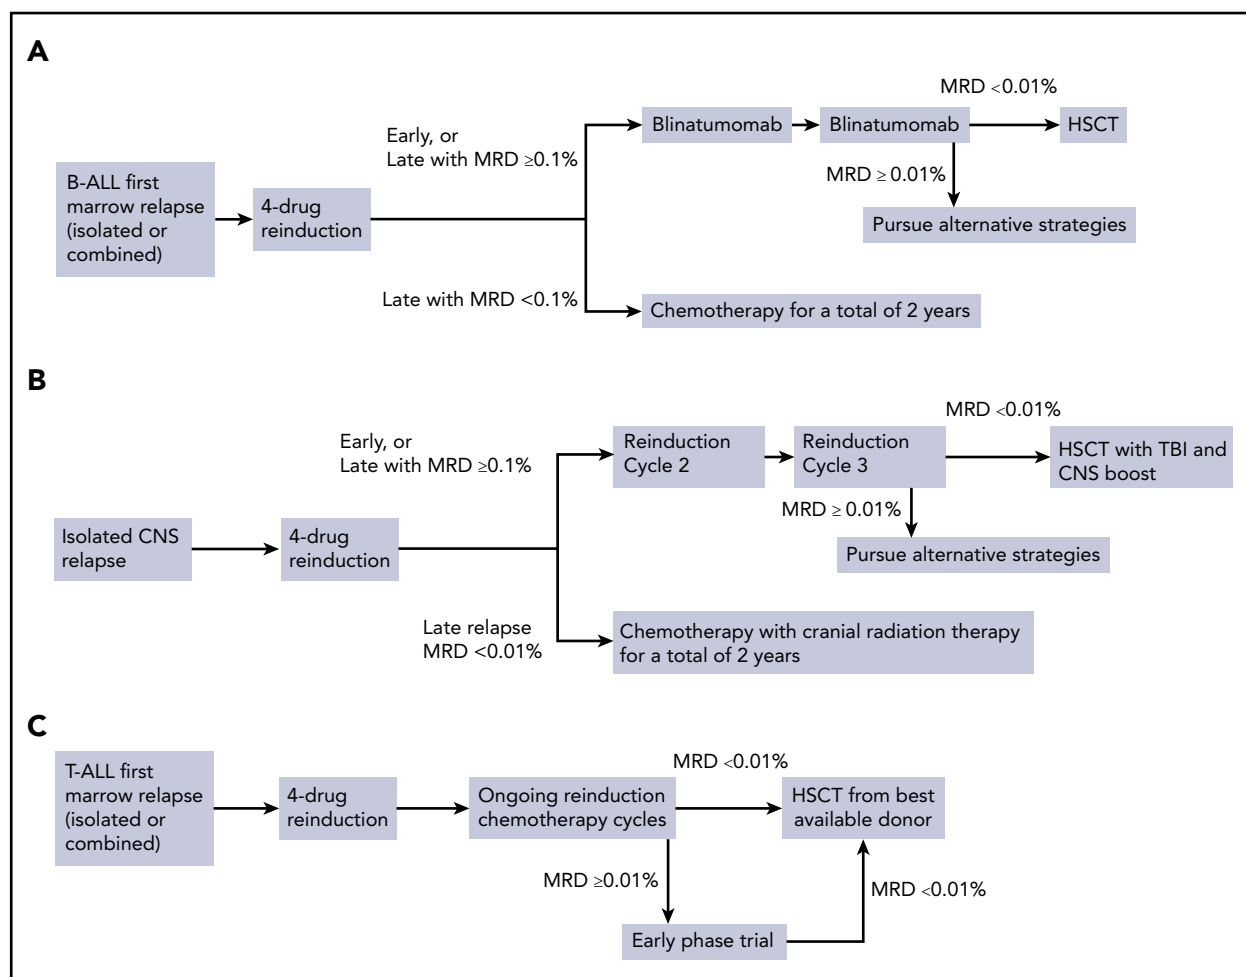 A
MRD <0.01%
Early, or
Late with MRD ≥0.1%
Blinatumomab
Blinatumomab
HSCT
B-ALL first
marrow relapse
(isolated or
combined)
4-drug
reinduction
MRD ≥ 0.01%
Pursue alternative strategies
Late with MRD <0.1%
Chemotherapy for a total of 2 years
B
MRD <0.01%
Early, or
Late with MRD ≥0.1%
Reinduction
Cycle 2
Reinduction
Cycle 3
HSCT with TBI and
CNS boost
MRD ≥ 0.01%
Isolated CNS
relapse
4-drug
reinduction
Pursue alternative strategies
Late relapse
MRD <0.01%
Chemotherapy with cranial radiation therapy
for a total of 2 years
C
T-ALL first
marrow relapse
(isolated or
combined)
4-drug
reinduction
Ongoing reinduction
chemotherapy cycles
MRD <0.01%
HSCT from best
available donor
MRD ≥0.01%
MRD <0.01%
Early phase trial